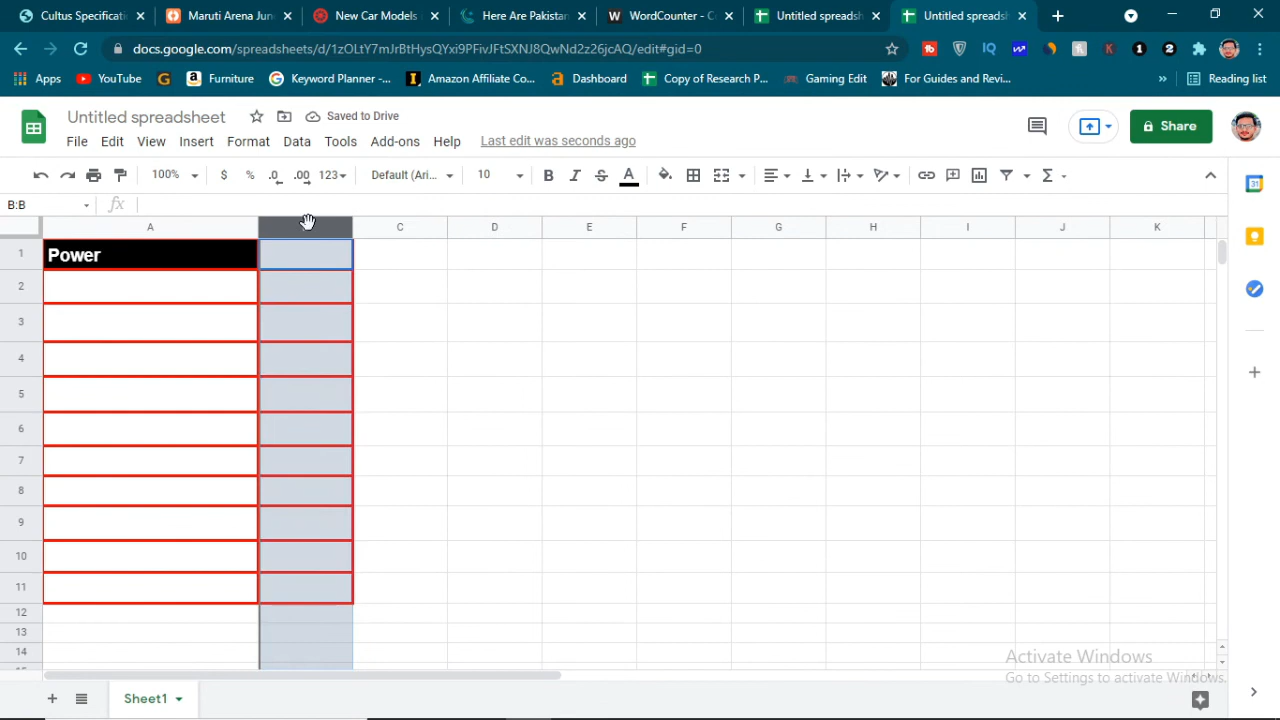 Cultus Specificati
Maruti Arena Jun
New Car Models
Here Are Pakistan
WordCounter - C
Untitled spreadsh
Untitled spreadsh
docs.google.com/spreadsheets/d/1zOLtY7mJrBtHysQYxi9PFivJFtSXNJ8QwNd2z26jcAQ/edit#gid=0
Apps
YouTube
Furniture
Keyword Planner -...
Amazon Affiliate Co...
Dashboard
Copy of Research P...
Gaming Edit
For Guides and Revi...
»
Reading list
Untitled spreadsheet
Saved to Drive
File Edit View Insert Format Data Tools Add-ons Help Last edit was seconds ago
Share
100% $ % .0 .00 123 Default (Ari... 10 B I S A Σ
B:B fx
A C D E F G H I J K
1 Power
2
3
4
5
6
7
8
9
10
11
12
13
14
15
Activate Windows
Go to Settings to activate Windows.
+ Sheet1
31